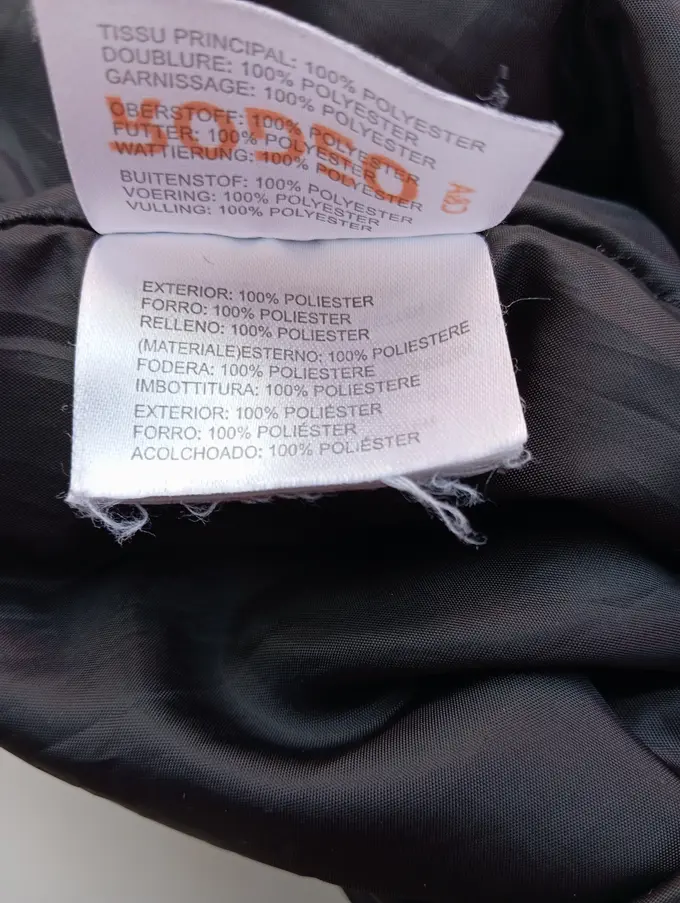 TISSU PRINCIPAL: 100% POLYESTER
DOUBLURE: 100% POLYESTER
GARNISSAGE: 100% POLYESTER
OBERSTOFF: 100% POLYESTER
FUTTER: 100% POLYESTER
WATTIERUNG: 100% POLYESTER
BUITENSTOF: 100% POLYESTER
VOERING: 100% POLYESTER
VULLING: 100% POLYESTER
EXTERIOR: 100% POLIESTER
FORRO: 100% POLIESTER
RELLENO: 100% POLIESTER
(MATERIALE)ESTERNO: 100% POLIESTERE
FODERA: 100% POLIESTERE
IMBOTTITURA: 100% POLIESTERE
EXTERIOR: 100% POLIÉSTER
FORRO: 100% POLIÉSTER
ACOLCHOADO: 100% POLIÉSTER